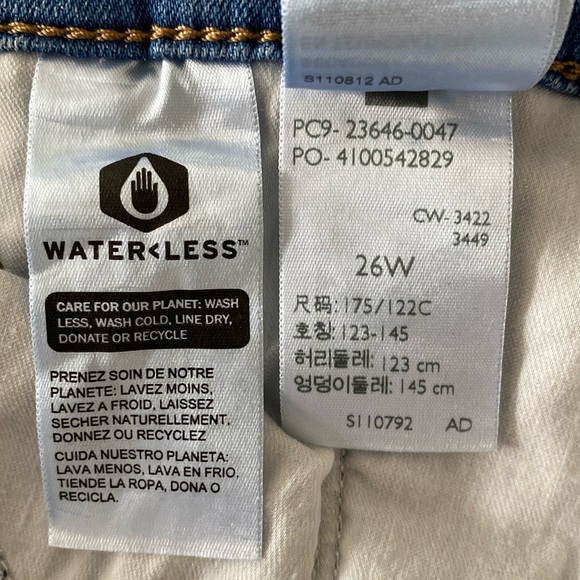 WATER<LESS™
CARE FOR OUR PLANET: WASH
LESS, WASH COLD, LINE DRY,
DONATE OR RECYCLE
PRENEZ SOIN DE NOTRE
PLANETE: LAVEZ MOINS,
LAVEZ A FROID, LAISSEZ
SECHER NATURELLEMENT,
DONNEZ OU RECYCLEZ
CUIDA NUESTRO PLANETA:
LAVA MENOS, LAVA EN FRIO,
TIENDE LA ROPA, DONA O
RECICLA.
S110812 AD
PC9- 23646-0047
PO- 4100542829
CW- 3422
3449
26W
尺码: 175/122C
호칭: 123-145
허리둘레: 123 cm
엉덩이둘레: 145 cm
S110792 AD